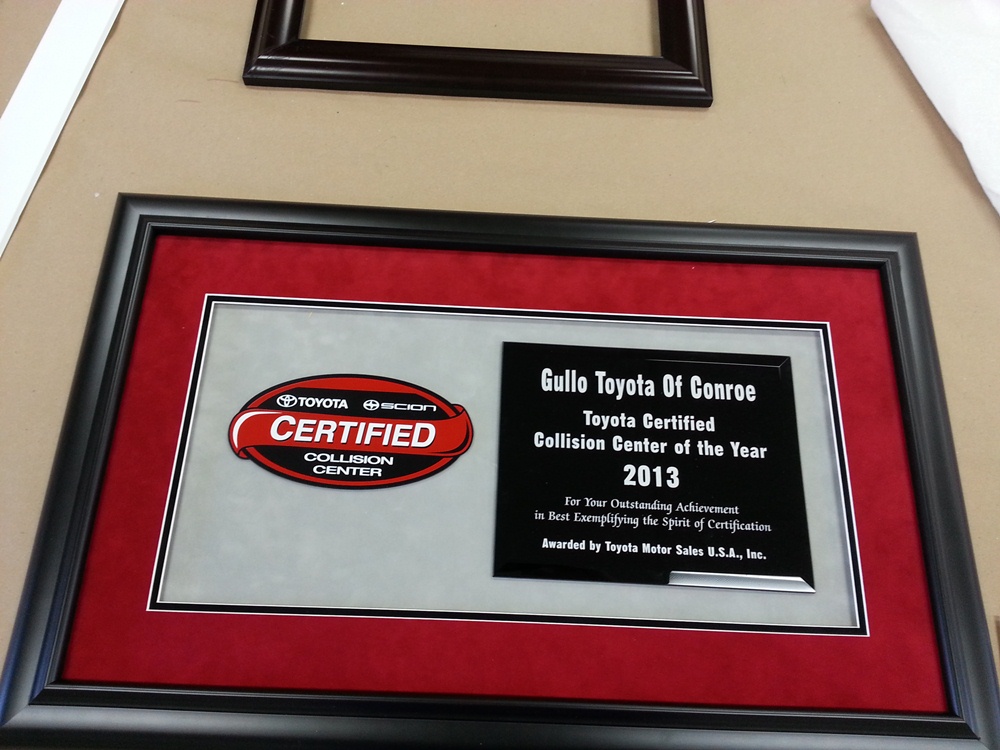 TOYOTA SCION
CERTIFIED
COLLISION
CENTER
Gullo Toyota Of Conroe
Toyota Certified
Collision Center of the Year
2013
For Your Outstanding Achievement
in Best Exemplifying the Spirit of Certification
Awarded by Toyota Motor Sales U.S.A., Inc.